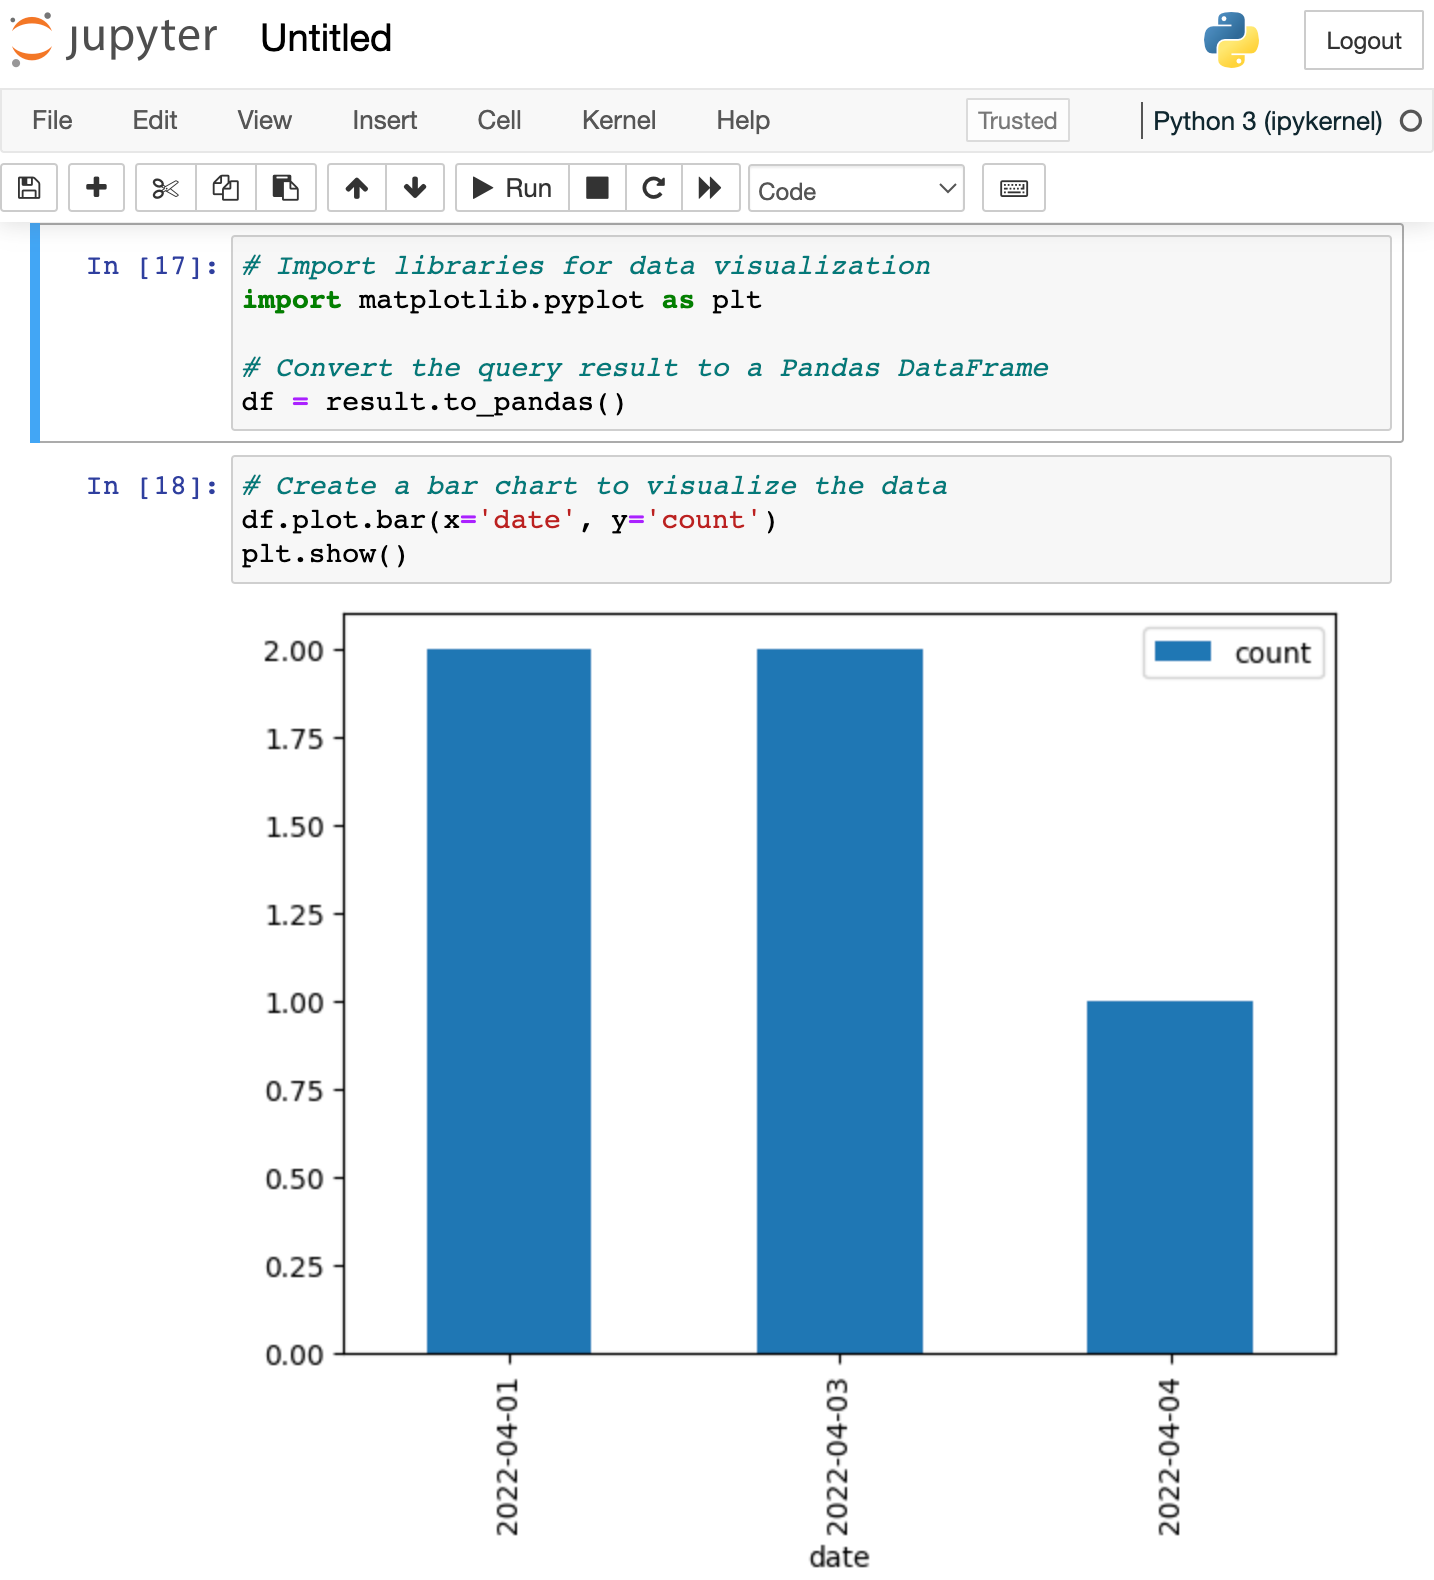 jupyter Untitled Logout
File Edit View Insert Cell Kernel Help Trusted Python 3 (ipykernel)
Run Code
In [17]: # Import libraries for data visualization
import matplotlib.pyplot as plt
# Convert the query result to a Pandas DataFrame
df = result.to_pandas()
In [18]: # Create a bar chart to visualize the data
df.plot.bar(x='date', y='count')
plt.show()
count
2.00
1.75
1.50
1.25
1.00
0.75
0.50
0.25
0.00
2022-04-01
2022-04-03
2022-04-04
date